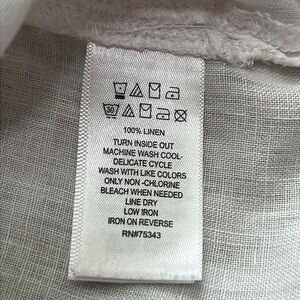 30
100% LINEN
TURN INSIDE OUT
MACHINE WASH COOL-
DELICATE CYCLE
WASH WITH LIKE COLORS
ONLY NON -CHLORINE
BLEACH WHEN NEEDED
LINE DRY
LOW IRON
IRON ON REVERSE
RN#75343